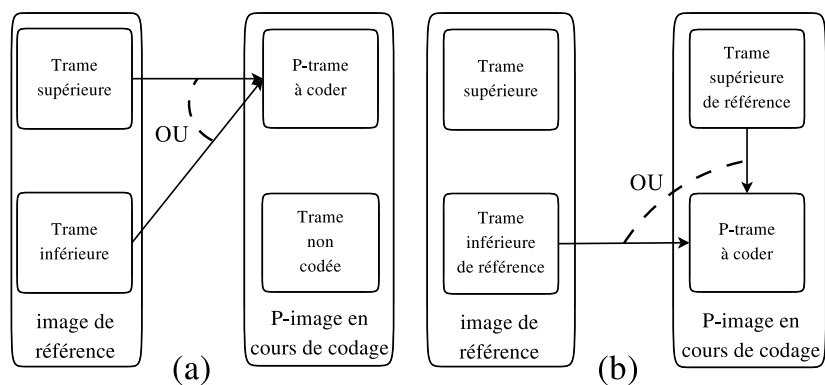 Trame
supérieure
Trame
inférieure
image de
référence
OU
P-trame
à coder
Trame
non
codée
P-image en
cours de codage
(a)
Trame
supérieure
Trame
inférieure
de référence
image de
référence
OU
Trame
supérieure
de référence
P-trame
à coder
P-image en
cours de codage
(b)